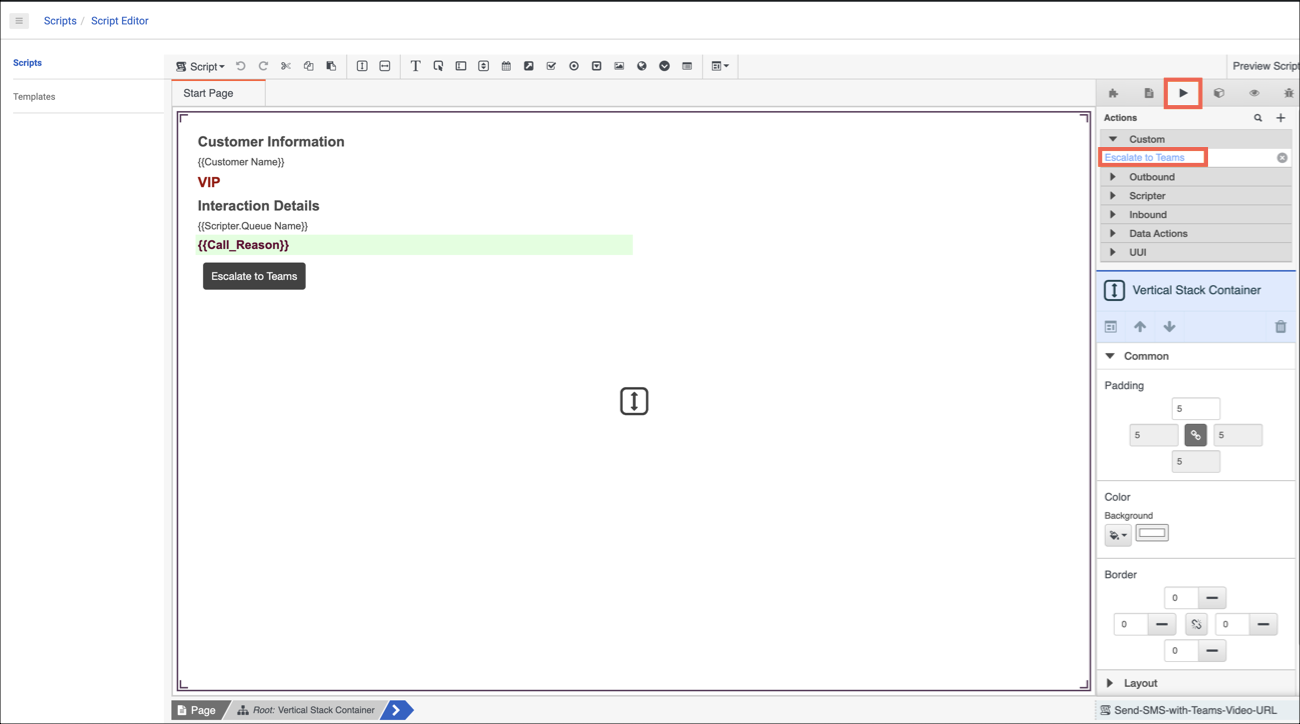 Scripts / Script Editor
Scripts
Templates
Script
Preview Script
Start Page
Customer Information
{{Customer Name}}
VIP
Interaction Details
{{Scripter.Queue Name}}
{{Call_Reason}}
Escalate to Teams
Actions
Custom
Escalate to Teams
Outbound
Scripter
Inbound
Data Actions
UUI
Vertical Stack Container
Common
Padding
5
5 5
5
Color
Background
Border
0
0 0
0
Layout
Page Root: Vertical Stack Container
Send-SMS-with-Teams-Video-URL